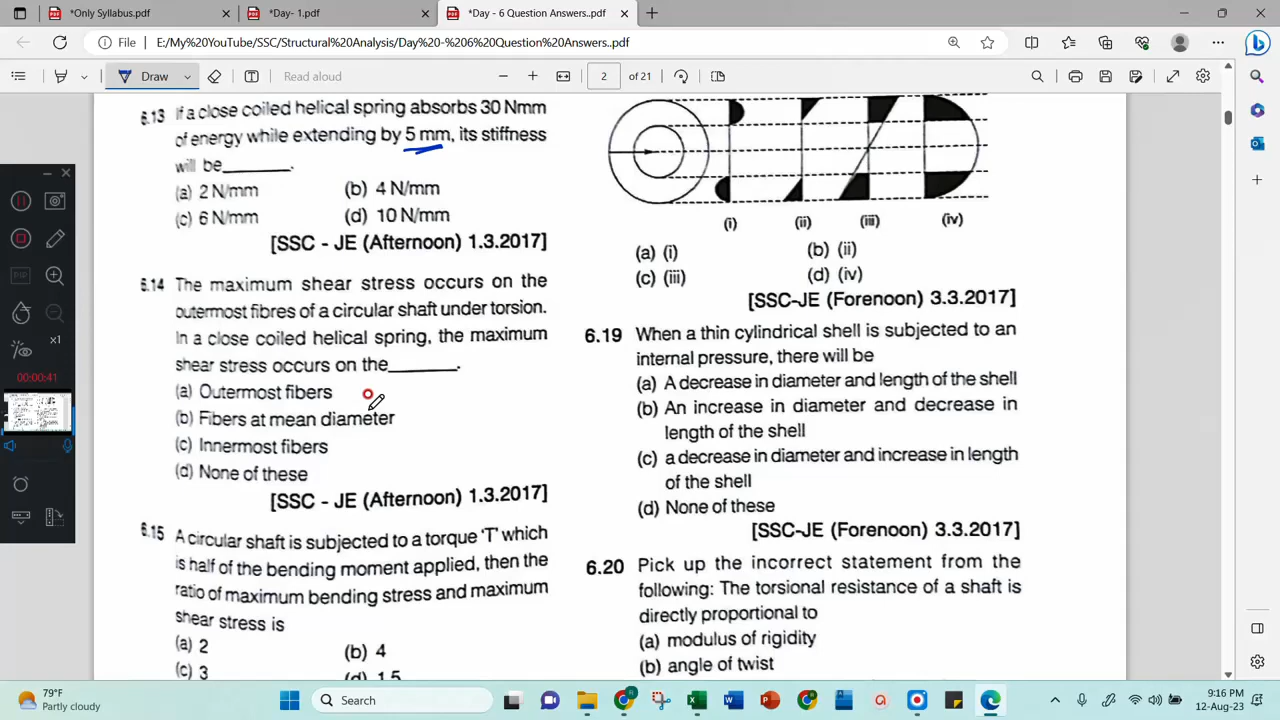 *Only Syllabus.pdf
*Day- 1.pdf
*Day - 6 Question Answers..pdf
File
E:/My%20YouTube/SSC/Structural%20Analysis/Day%20-%206%20Question%20Answers..pdf
Draw
Read aloud
2
of 21
6.13 If a close coiled helical spring absorbs 30 Nmm
of energy while extending by 5 mm, its stiffness
will be______.
(a) 2 N/mm (b) 4 N/mm
(c) 6 N/mm (d) 10 N/mm
[SSC - JE (Afternoon) 1.3.2017]
6.14 The maximum shear stress occurs on the
outermost fibres of a circular shaft under torsion.
In a close coiled helical spring, the maximum
shear stress occurs on the______.
(a) Outermost fibers
(b) Fibers at mean diameter
(c) Innermost fibers
(d) None of these
[SSC - JE (Afternoon) 1.3.2017]
6.15 A circular shaft is subjected to a torque 'T' which
is half of the bending moment applied, then the
ratio of maximum bending stress and maximum
shear stress is
(a) 2 (b) 4
(c) 3 (d) 1.5
(i) (ii) (iii) (iv)
(a) (i) (b) (ii)
(c) (iii) (d) (iv)
[SSC-JE (Forenoon) 3.3.2017]
6.19 When a thin cylindrical shell is subjected to an
internal pressure, there will be
(a) A decrease in diameter and length of the shell
(b) An increase in diameter and decrease in
length of the shell
(c) a decrease in diameter and increase in length
of the shell
(d) None of these
[SSC-JE (Forenoon) 3.3.2017]
6.20 Pick up the incorrect statement from the
following: The torsional resistance of a shaft is
directly proportional to
(a) modulus of rigidity
(b) angle of twist
x1
00:00:41
79°F
Partly cloudy
Search
9:16 PM
12-Aug-23